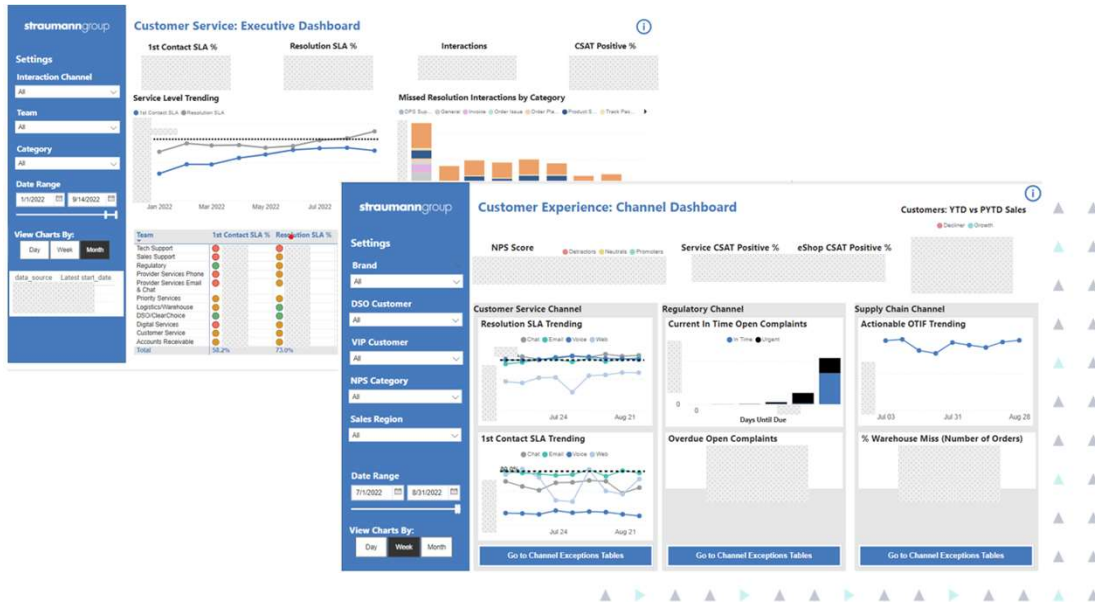 straumanngroup
Customer Service: Executive Dashboard
1st Contact SLA %
Resolution SLA %
Interactions
CSAT Positive %
Settings
Interaction Channel
All
Team
All
Category
All
Date Range
1/1/2022
9/14/2022
View Charts By:
Day
Week
Month
data_source
Latest start_date
Service Level Trending
1st Contact SLA
Resolution SLA
Jan 2022
Mar 2022
May 2022
Jul 2022
Missed Resolution Interactions by Category
DPS Sup...
General
Invoice
Order Issue
Order Pla...
Product S...
Track Pac...
Team
1st Contact SLA %
Resolution SLA %
Tech Support
Sales Support
Regulatory
Provider Services Phone
Provider Services Email
& Chat
Priority Services
Logistics/Warehouse
DSO/ClearChoice
Digital Services
Customer Service
Accounts Receivable
Total
58.2%
73.0%
straumanngroup
Customer Experience: Channel Dashboard
Customers: YTD vs PYTD Sales
Decliner
Growth
NPS Score
Detractors
Neutrals
Promoters
Service CSAT Positive %
eShop CSAT Positive %
Settings
Brand
All
DSO Customer
All
VIP Customer
All
NPS Category
All
Sales Region
All
Date Range
7/1/2022
8/31/2022
View Charts By:
Day
Week
Month
Customer Service Channel
Resolution SLA Trending
Chat
Email
Voice
Web
Jul 24
Aug 21
1st Contact SLA Trending
Chat
Email
Voice
Web
80.0%
Jul 24
Aug 21
Go to Channel Exceptions Tables
Regulatory Channel
Current In Time Open Complaints
In Time
Urgent
0
0
Days Until Due
Overdue Open Complaints
Go to Channel Exceptions Tables
Supply Chain Channel
Actionable OTIF Trending
Jul 03
Jul 31
Aug 28
% Warehouse Miss (Number of Orders)
Go to Channel Exceptions Tables